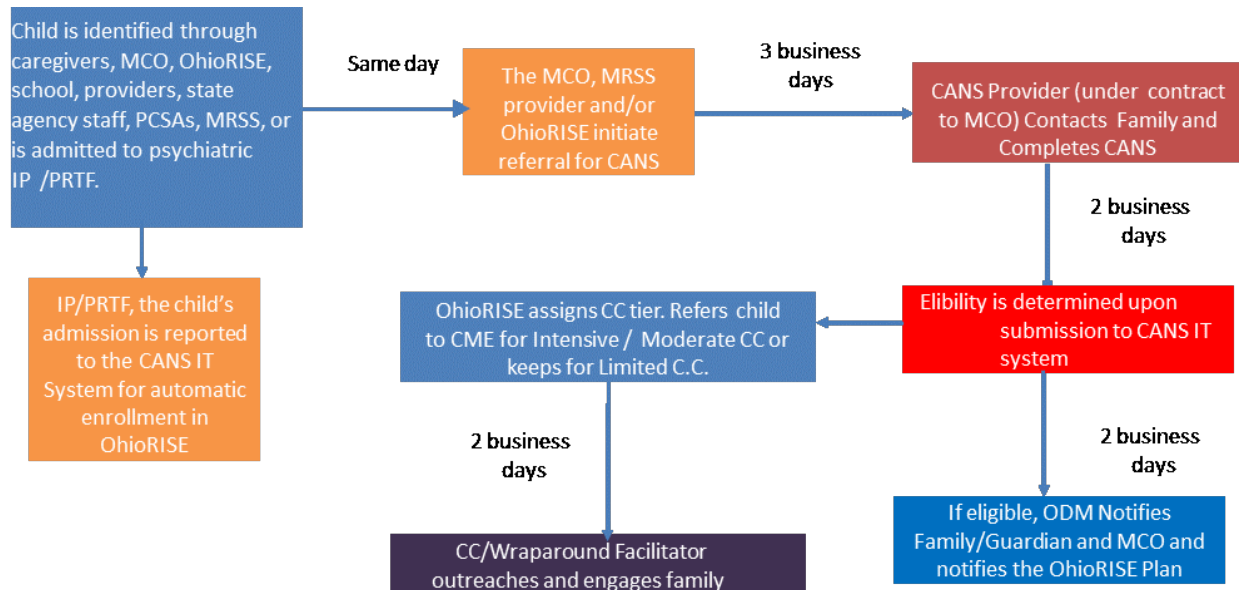 Child is identified through
caregivers, MCO, OhioRISE,
school, providers, state
agency staff, PCSAs, MRSS, or
is admitted to psychiatric
IP /PRTF.
Same day
The MCO, MRSS
provider and/or
OhioRISE initiate
referral for CANS
3 business
days
CANS Provider (under contract
to MCO) Contacts Family and
Completes CANS
2 business
days
IP/PRTF, the child's
admission is reported
to the CANS IT
System for automatic
enrollment in
OhioRISE
OhioRISE assigns CC tier. Refers child
to CME for Intensive / Moderate CC or
keeps for Limited C.C.
Elibility is determined upon
submission to CANS IT
system
2 business
days
2 business
days
CC/Wraparound Facilitator
outreaches and engages family
If eligible, ODM Notifies
Family/Guardian and MCO and
notifies the OhioRISE Plan